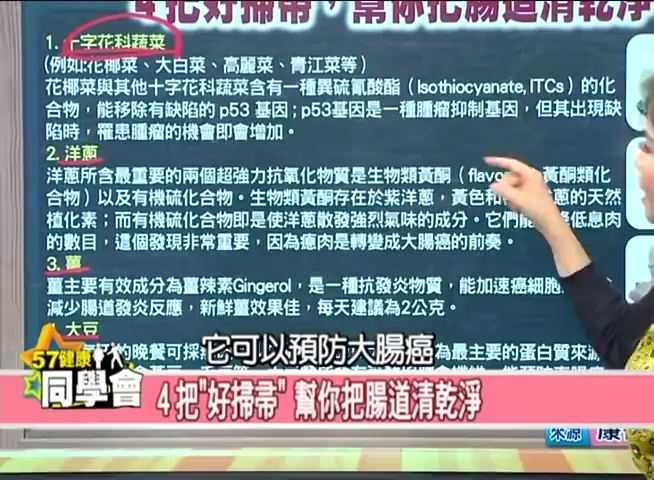 4把好掃帚，幫你把腸道清乾淨
1. 十字花科蔬菜
(例如:花椰菜、大白菜、高麗菜、青江菜等)
花椰菜與其他十字花科蔬菜含有一種異硫氰酸酯(Isothiocyanate, ITCs)的化
合物，能移除有缺陷的 p53 基因；p53基因是一種腫瘤抑制基因，但其出現缺
陷時，罹患腫瘤的機會即會增加。
2. 洋蔥
洋蔥所含最重要的兩個超強力抗氧化物質是生物類黃酮（flavo 黃酮類化
合物）以及有機硫化合物。生物類黃酮存在於紫洋蔥，黃色和 蔥的天然
植化素；而有機硫化合物即是使洋蔥散發強烈氣味的成分。它們能 降低息肉
的數目，這個發現非常重要，因為瘜肉是轉變成大腸癌的前奏。
3. 薑
薑主要有效成分為薑辣素Gingerol，是一種抗發炎物質，能加速癌細胞
減少腸道發炎反應，新鮮薑效果佳，每天建議為2公克。
大豆
的晚餐可採 為最主要的蛋白質來源
它可以預防大腸癌
57健康
同學會
4把"好掃帚" 幫你把腸道清乾淨
來源 康